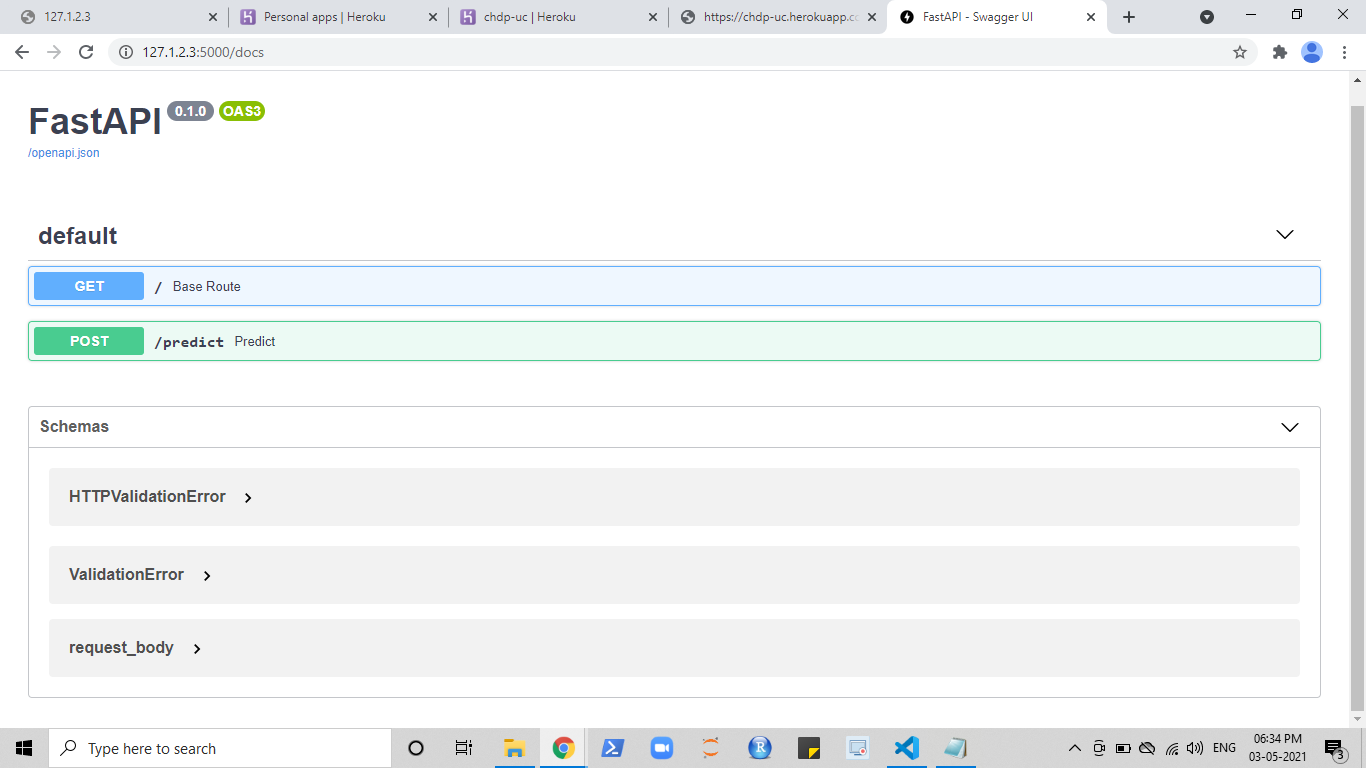 127.1.2.3
Personal apps | Heroku
chdp-uc | Heroku
https://chdp-uc.herokuapp.cc
FastAPI - Swagger UI
127.1.2.3:5000/docs
FastAPI 0.1.0 OAS3
/openapi.json
default
GET / Base Route
POST /predict Predict
Schemas
HTTPValidationError
ValidationError
request_body
Type here to search
ENG
06:34 PM
03-05-2021
3